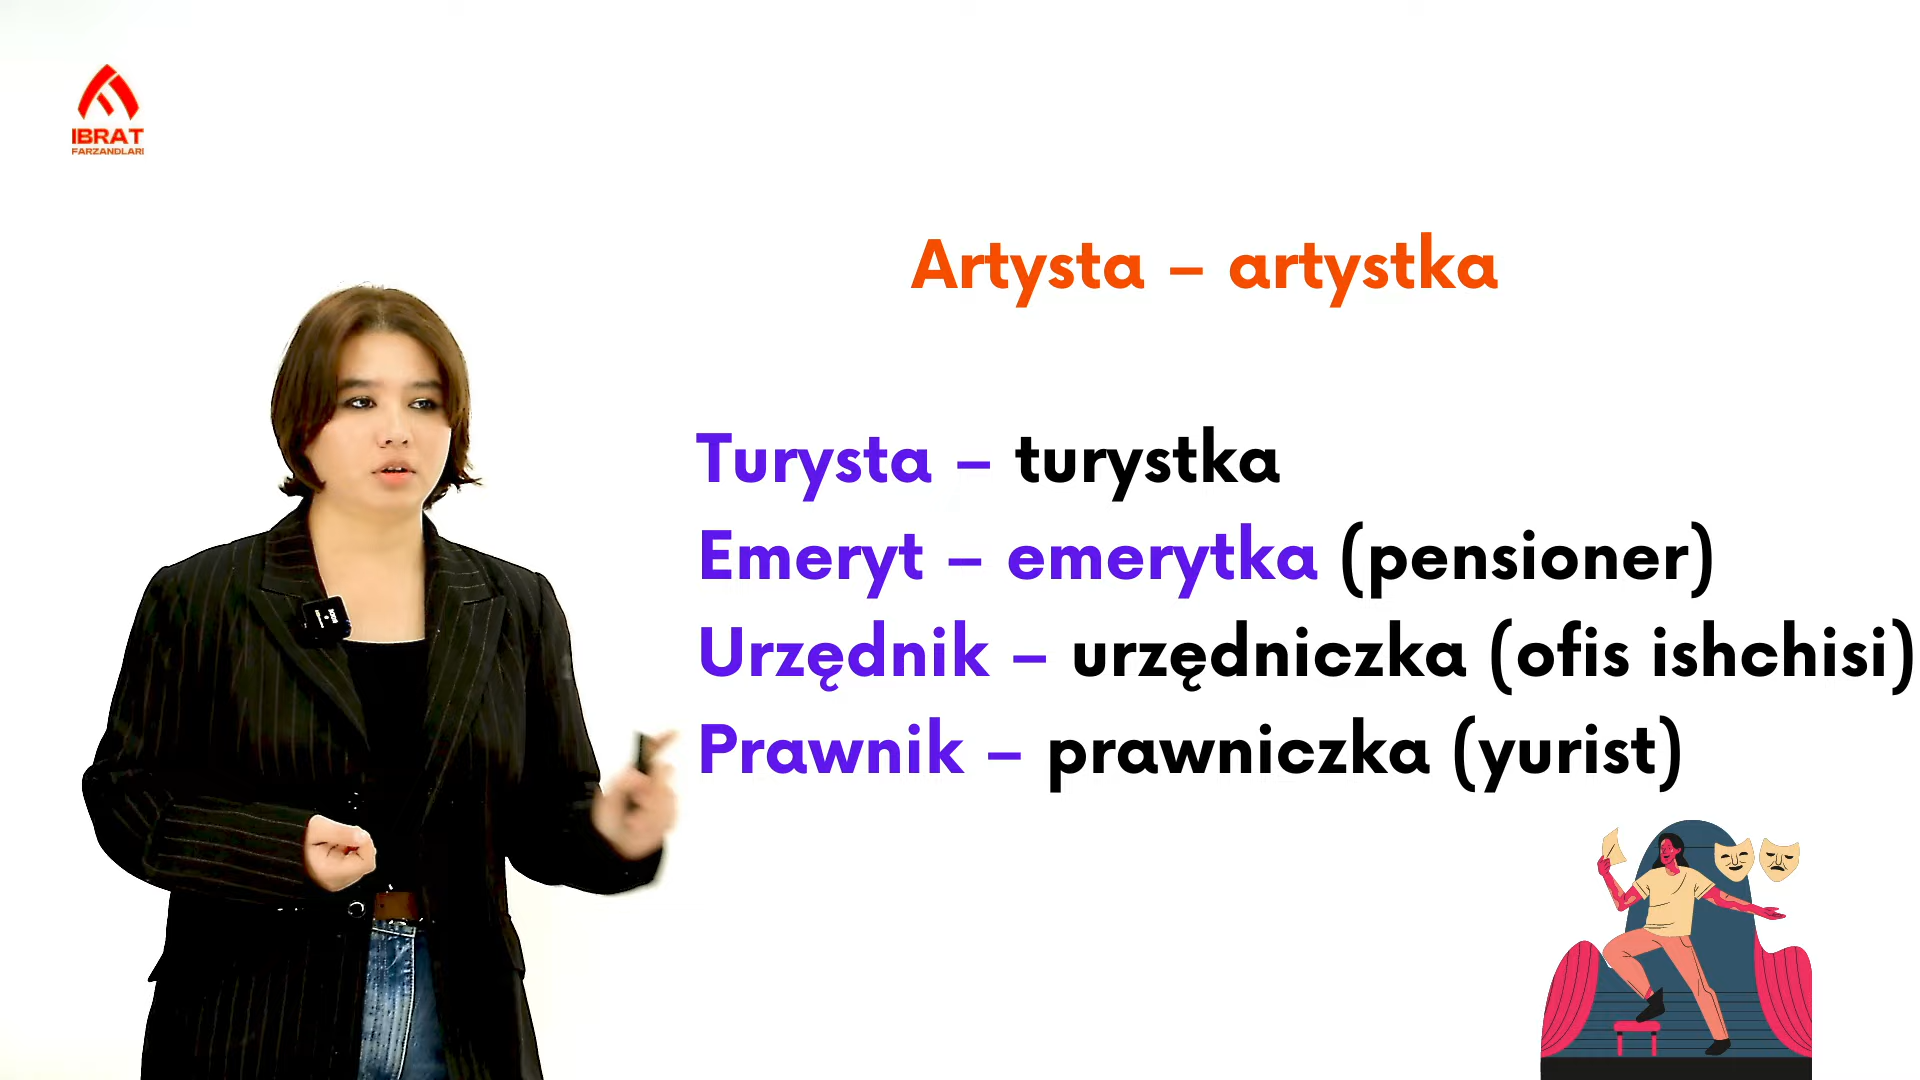 IBRAT
FARZANDLARI
Artysta – artystka
Turysta – turystka
Emeryt – emerytka (pensioner)
Urzędnik – urzędniczka (ofis ishchisi)
Prawnik – prawniczka (yurist)